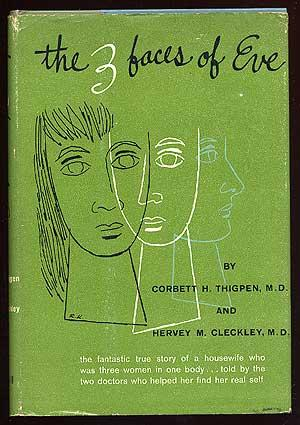 the 3 faces of Eve
R.K.
BY
CORBETT H. THIGPEN, M.D.
AND
HERVEY M. CLECKLEY, M.D.
the fantastic true story of a housewife who
was three women in one body . . . told by the
two doctors who helped her find her real self